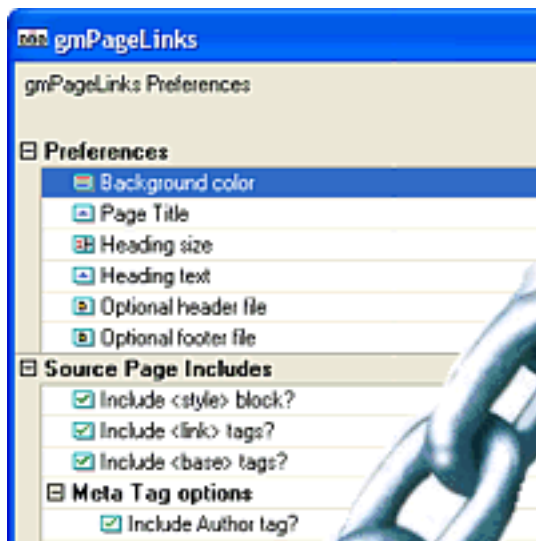 gmPageLinks
gmPageLinks Preferences
Preferences
Background color
Page Title
Heading size
Heading text
Optional header file
Optional footer file
Source Page Includes
Include <style> block?
Include <link> tags?
Include <base> tags?
Meta Tag options
Include Author tag?